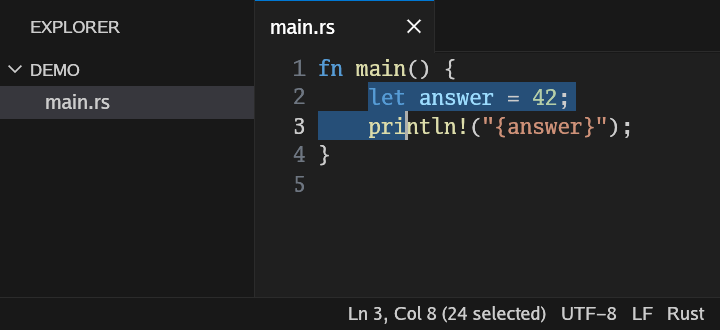 EXPLORER
DEMO
main.rs
main.rs
1 fn main() {
2     let answer = 42;
3     println!("{answer}");
4 }
5
Ln 3, Col 8 (24 selected) UTF-8 LF Rust